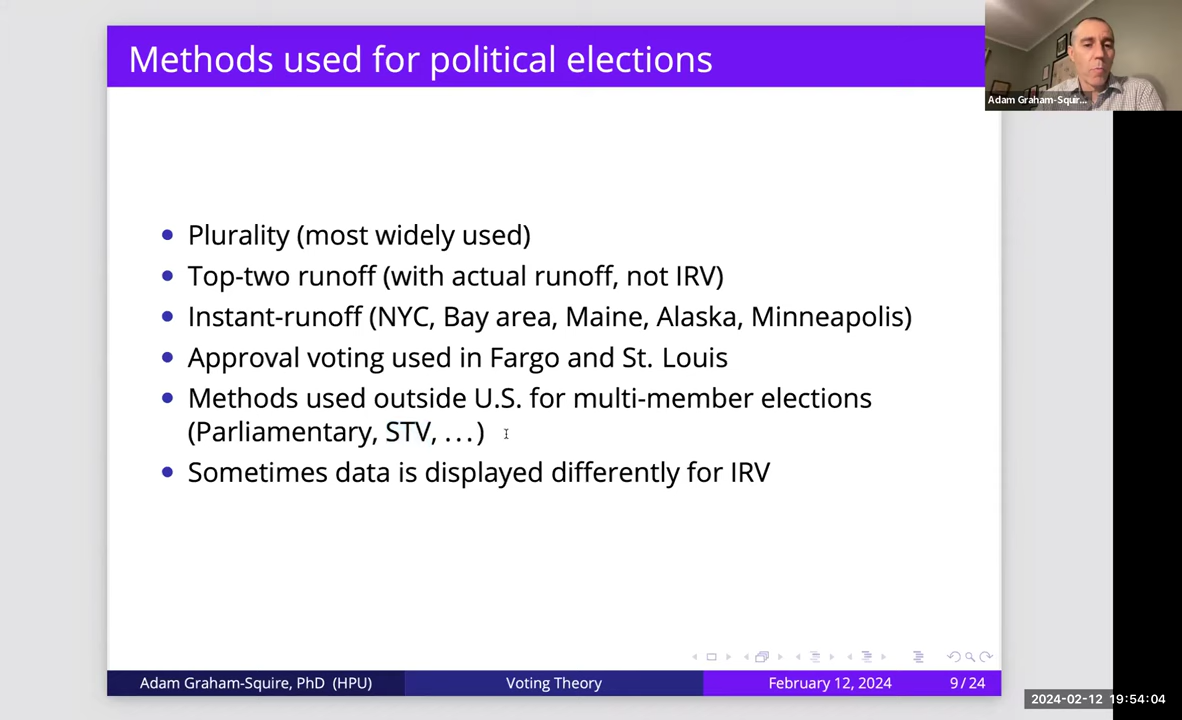 Methods used for political elections
Adam Graham-Squir...
Plurality (most widely used)
Top-two runoff (with actual runoff, not IRV)
Instant-runoff (NYC, Bay area, Maine, Alaska, Minneapolis)
Approval voting used in Fargo and St. Louis
Methods used outside U.S. for multi-member elections
(Parliamentary, STV, ...)
Sometimes data is displayed differently for IRV
Adam Graham-Squire, PhD (HPU) Voting Theory February 12, 2024 9 / 24
2024-02-12 19:54:04